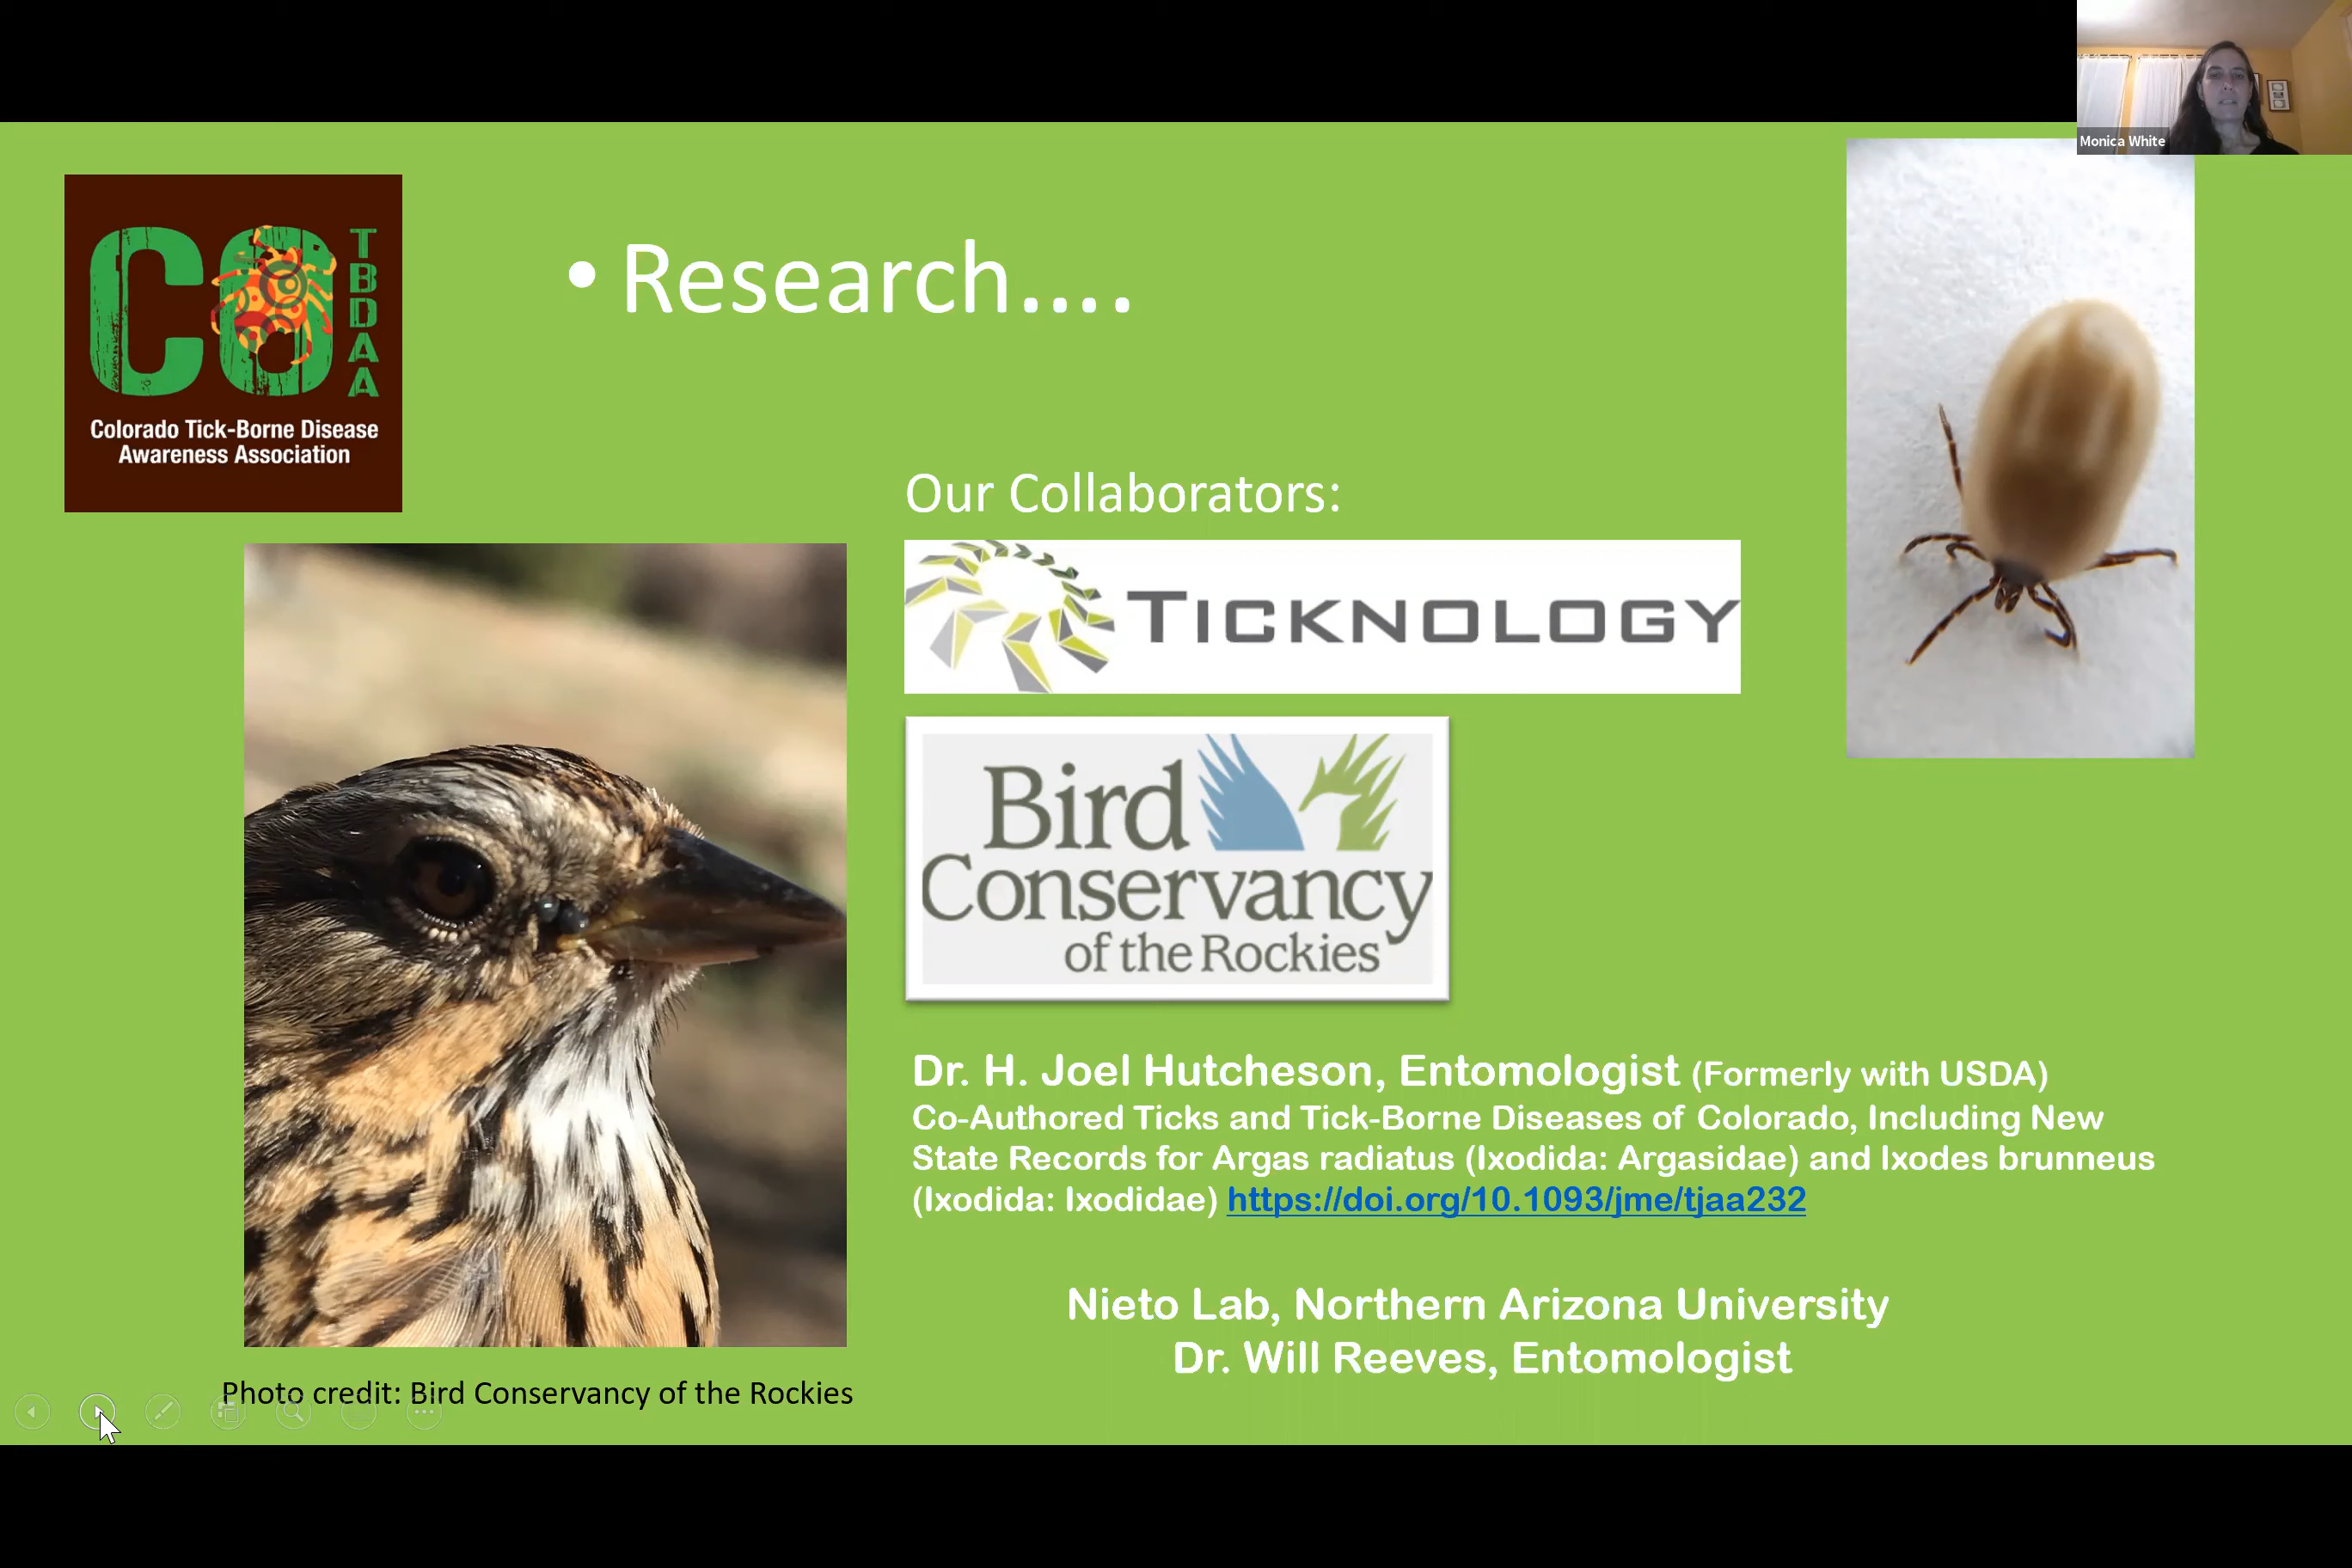 Monica White
CO
TBDAA
Colorado Tick-Borne Disease
Awareness Association
• Research....
Our Collaborators:
TICKNOLOGY
Bird
Conservancy
of the Rockies
Dr. H. Joel Hutcheson, Entomologist (Formerly with USDA)
Co-Authored Ticks and Tick-Borne Diseases of Colorado, Including New
State Records for Argas radiatus (Ixodida: Argasidae) and Ixodes brunneus
(Ixodida: Ixodidae) https://doi.org/10.1093/jme/tjaa232
Nieto Lab, Northern Arizona University
Dr. Will Reeves, Entomologist
Photo credit: Bird Conservancy of the Rockies